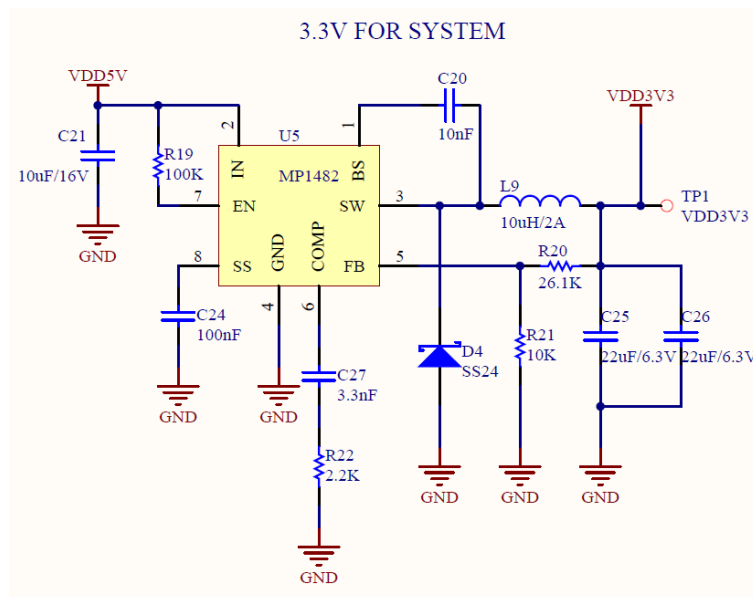 3.3V FOR SYSTEM
VDD5V
C20
VDD3V3
10nF
C21
10uF/16V
R19
100K
2
U5
1
IN
MP1482
BS
7
EN
SW
3
L9
10uH/2A
TP1
VDD3V3
8
SS
GND
COMP
FB
5
R20
26.1K
GND
C24
100nF
4
6
D4
SS24
R21
10K
C25
22uF/6.3V
C26
22uF/6.3V
C27
3.3nF
GND
GND
R22
2.2K
GND
GND
GND
GND